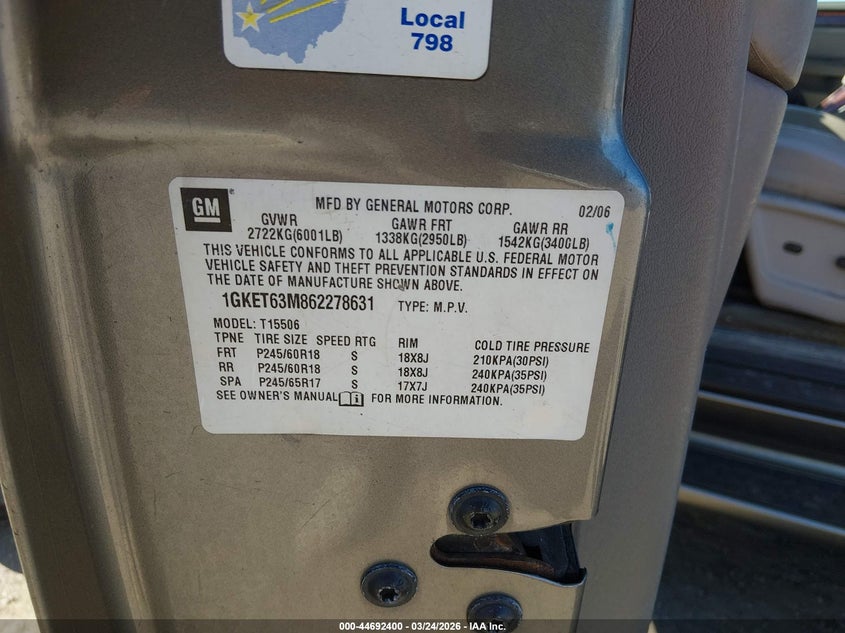 Local
798
GM
MFD BY GENERAL MOTORS CORP. 02/06
GVWR GAWR FRT GAWR RR
2722KG(6001LB) 1338KG(2950LB) 1542KG(3400LB)
THIS VEHICLE CONFORMS TO ALL APPLICABLE U.S. FEDERAL MOTOR
VEHICLE SAFETY AND THEFT PREVENTION STANDARDS IN EFFECT ON
THE DATE OF MANUFACTURE SHOWN ABOVE.
1GKET63M862278631 TYPE: M.P.V.
MODEL: T15506
TPNE TIRE SIZE SPEED RTG RIM COLD TIRE PRESSURE
FRT P245/60R18 S 18X8J 210KPA(30PSI)
RR P245/60R18 S 18X8J 240KPA(35PSI)
SPA P245/65R17 S 17X7J 240KPA(35PSI)
SEE OWNER'S MANUAL i FOR MORE INFORMATION.
000-44692400 - 03/24/2026 - IAA Inc.